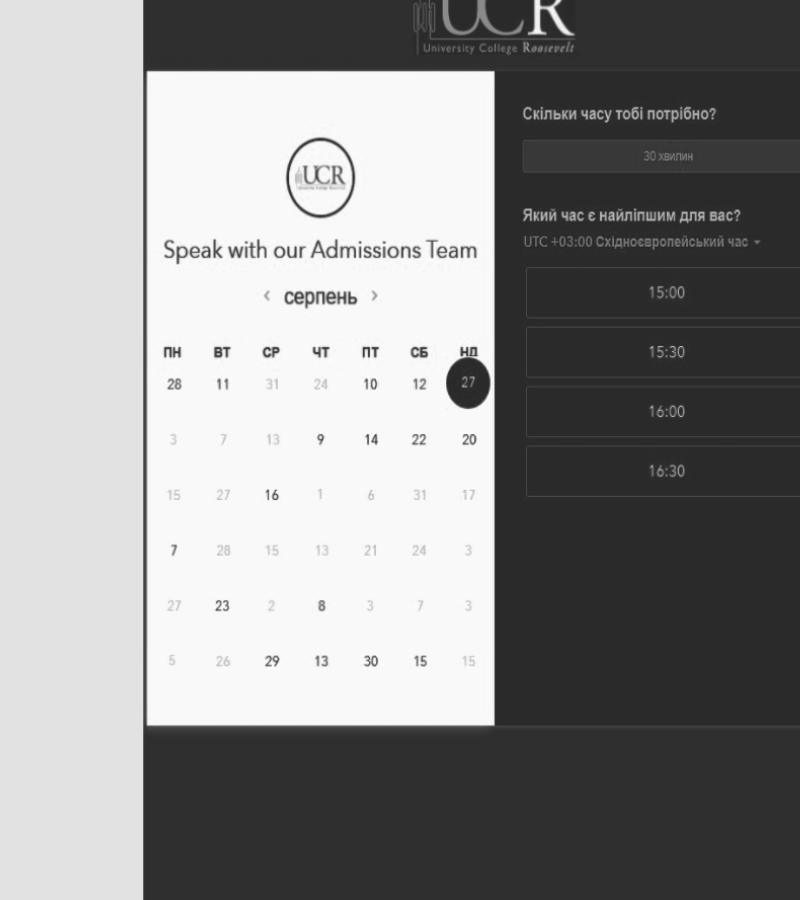 UCR
University College Roosevelt
UCR
Speak with our Admissions Team
‹ серпень ›
ПН ВТ СР ЧТ ПТ СБ НД
28 11 31 24 10 12 27
3 7 13 9 14 22 20
15 27 16 1 6 31 17
7 28 15 13 21 24 3
27 23 2 8 3 7 3
5 26 29 13 30 15 15
Скільки часу тобі потрібно?
30 хвилин
Який час є найліпшим для вас?
UTC +03:00 Східноєвропейський час
15:00
15:30
16:00
16:30